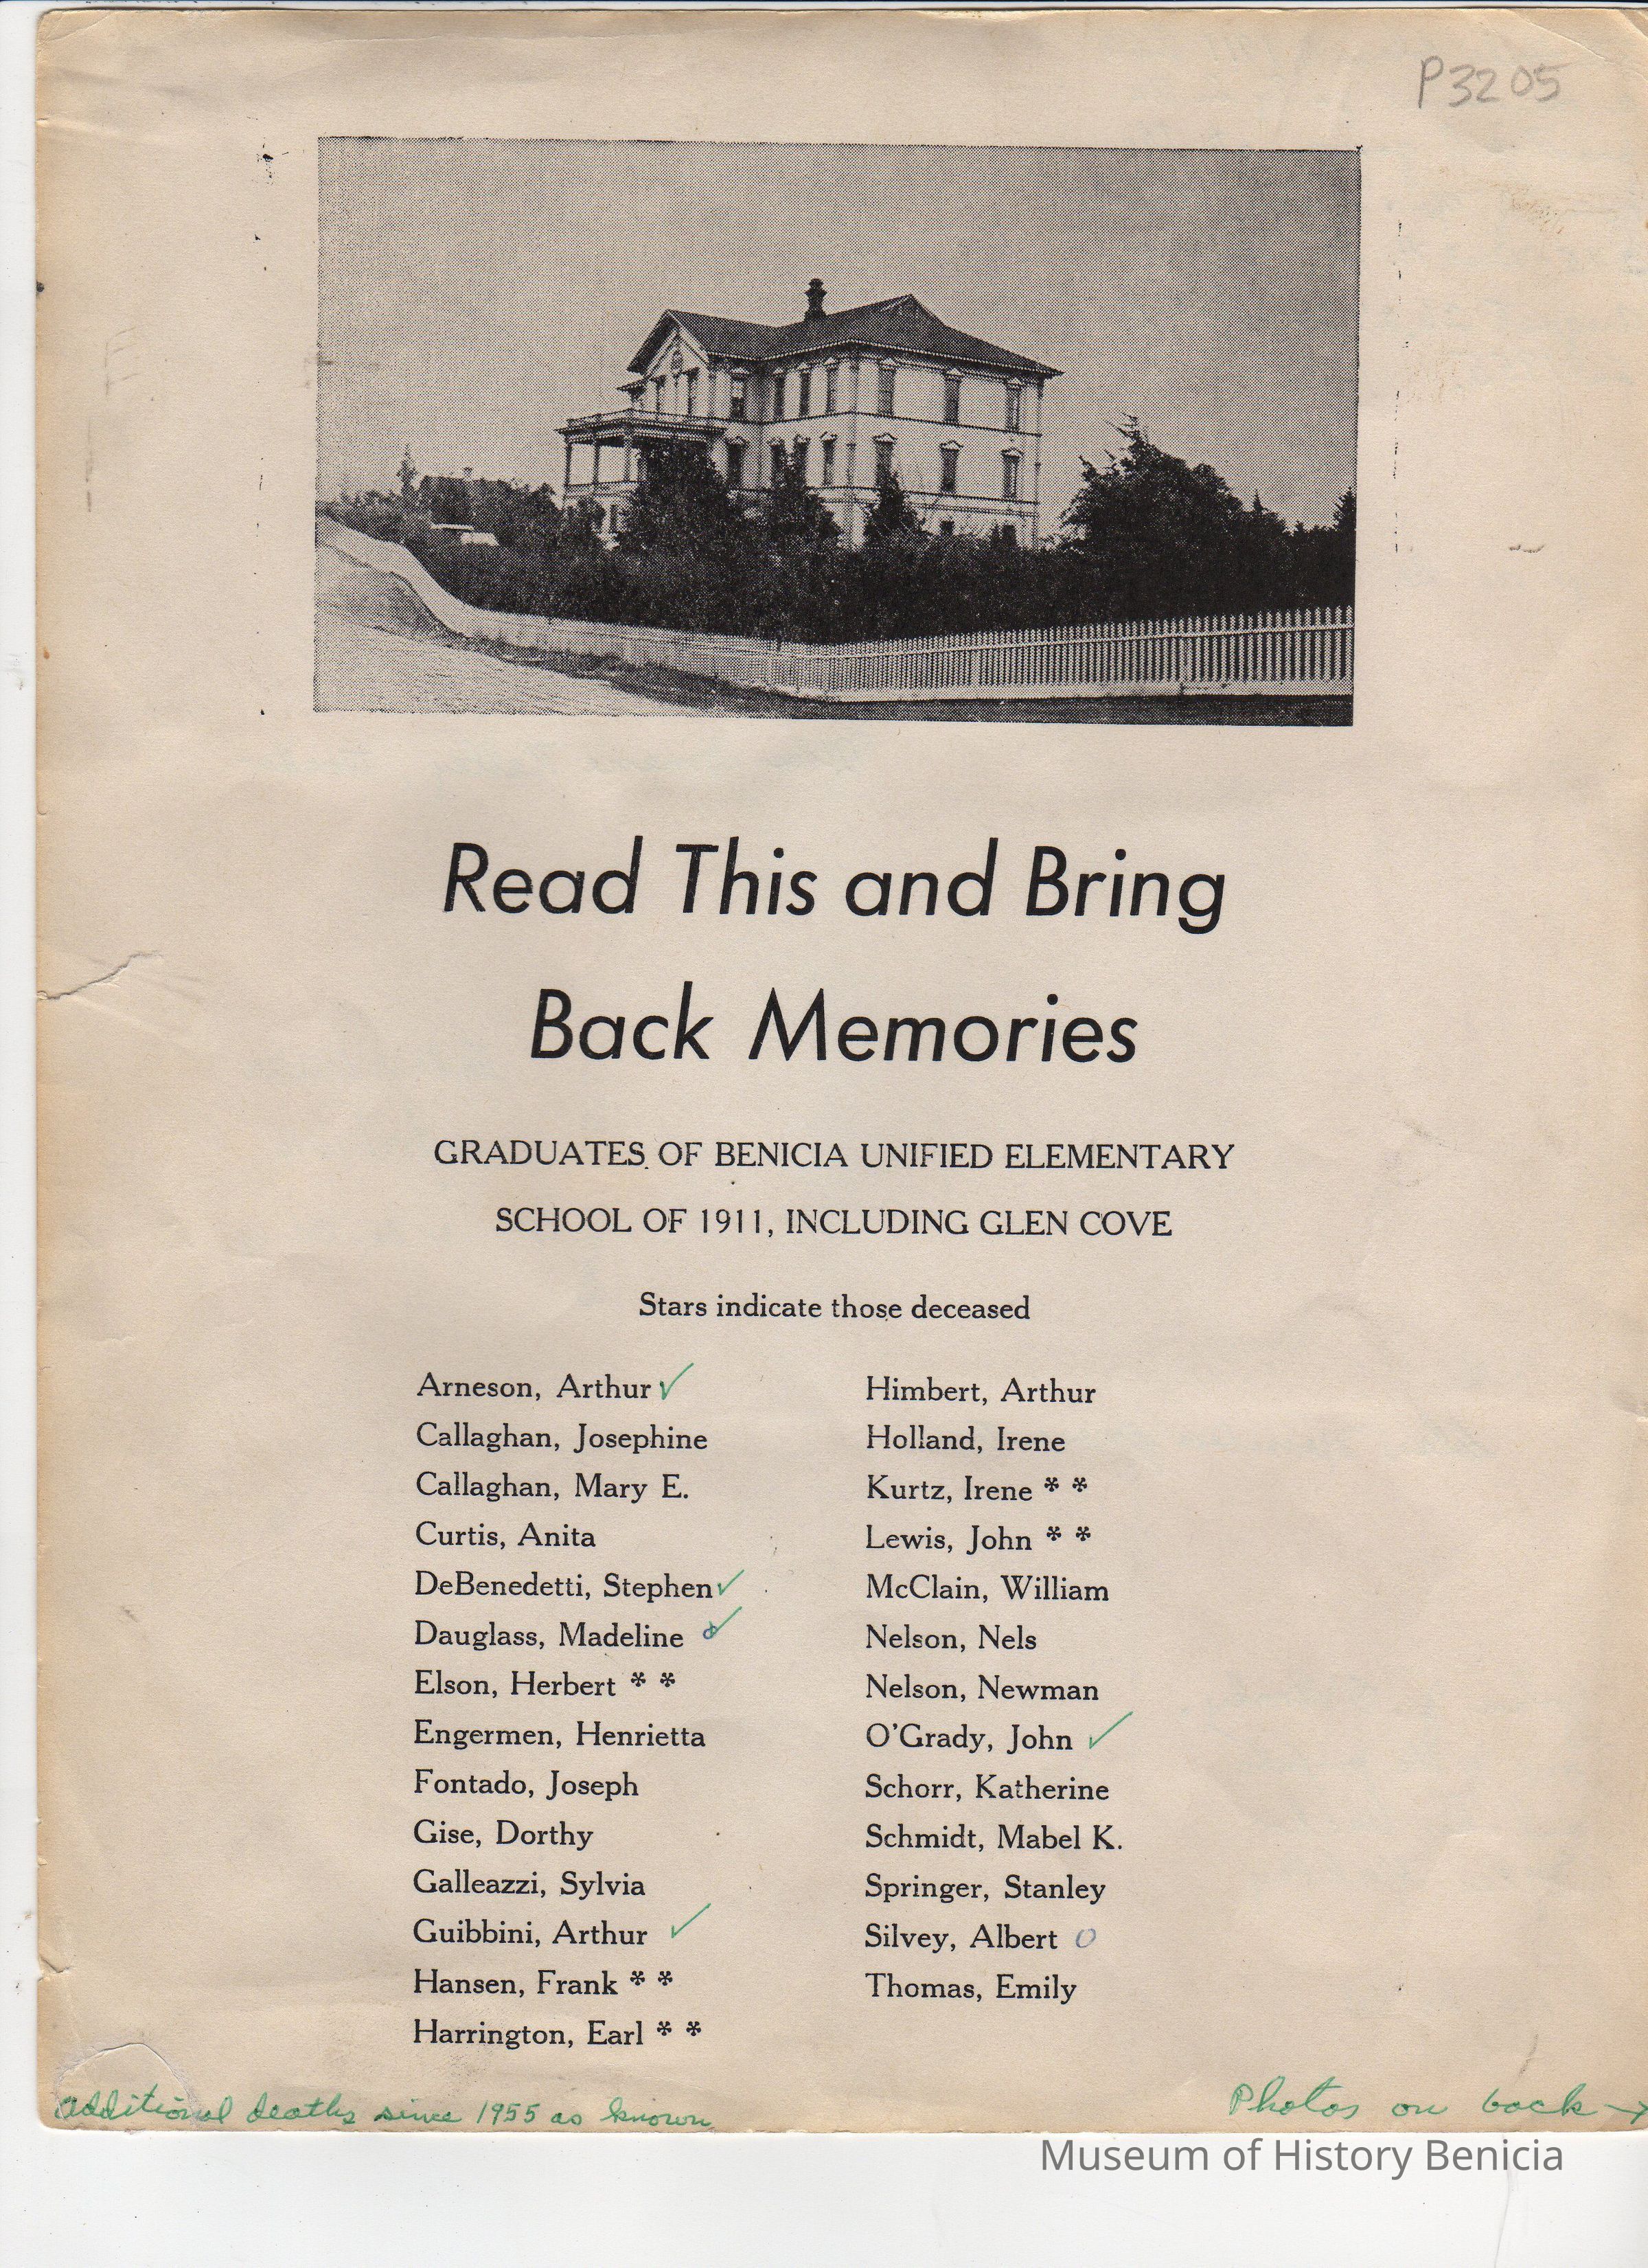 P3205
Read This and Bring
Back Memories
GRADUATES OF BENICIA UNIFIED ELEMENTARY
SCHOOL OF 1911, INCLUDING GLEN COVE
Stars indicate those deceased
Arneson, Arthur ✓
Callaghan, Josephine
Callaghan, Mary E.
Curtis, Anita
DeBenedetti, Stephen ✓
Dauglass, Madeline ✓
Elson, Herbert * *
Engermen, Henrietta
Fontado, Joseph
Gise, Dorthy
Galleazzi, Sylvia
Guibbini, Arthur ✓
Hansen, Frank * *
Harrington, Earl * *
Himbert, Arthur
Holland, Irene
Kurtz, Irene * *
Lewis, John * *
McClain, William
Nelson, Nels
Nelson, Newman
O'Grady, John ✓
Schorr, Katherine
Schmidt, Mabel K.
Springer, Stanley
Silvey, Albert O
Thomas, Emily
additional deaths since 1955 as known
Photos on back →
Museum of History Benicia